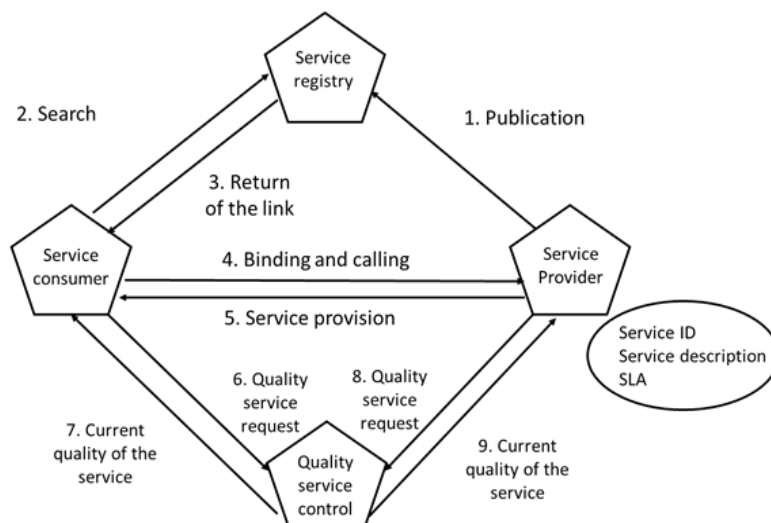 Service
registry
2. Search
1. Publication
3. Return
of the link
Service
consumer
4. Binding and calling
Service
Provider
5. Service provision
Service ID
Service description
SLA
6. Quality
service
request
8. Quality
service
request
7. Current
quality of the
service
9. Current
quality of the
service
Quality
service
control